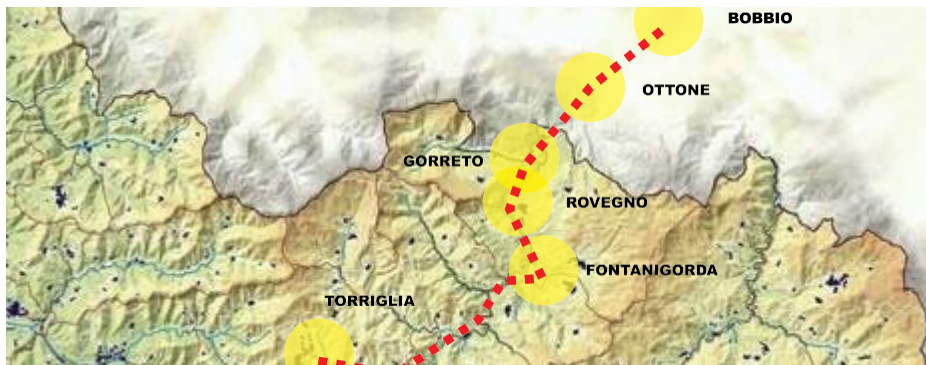 BOBBIO
OTTONE
GORRETO
ROVEGNO
FONTANIGORDA
TORRIGLIA